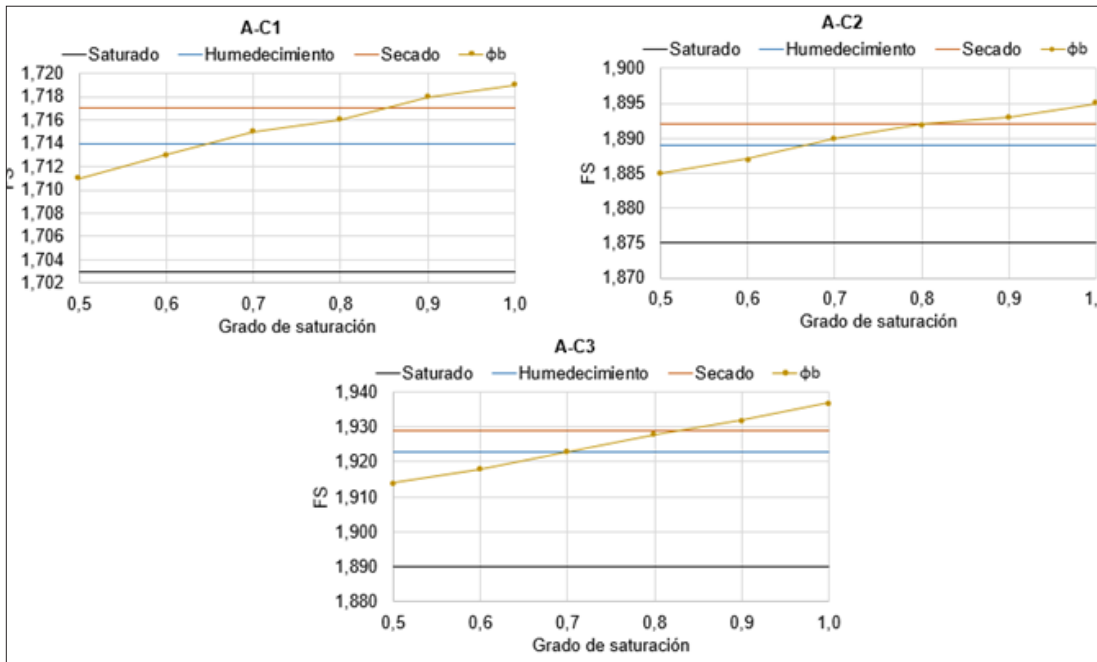 A-C1
Saturado Humedecimiento Secado ϕb
1,720
1,718
1,716
1,714
1,712
1,710
1,708
1,706
1,704
1,702
FS
0,5 0,6 0,7 0,8 0,9 1,0
Grado de saturación
A-C2
Saturado Humedecimiento Secado ϕb
1,900
1,895
1,890
1,885
1,880
1,875
1,870
FS
0,5 0,6 0,7 0,8 0,9 1,
Grado de saturación
A-C3
Saturado Humedecimiento Secado ϕb
1,940
1,930
1,920
1,910
1,900
1,890
1,880
FS
0,5 0,6 0,7 0,8 0,9 1,0
Grado de saturación